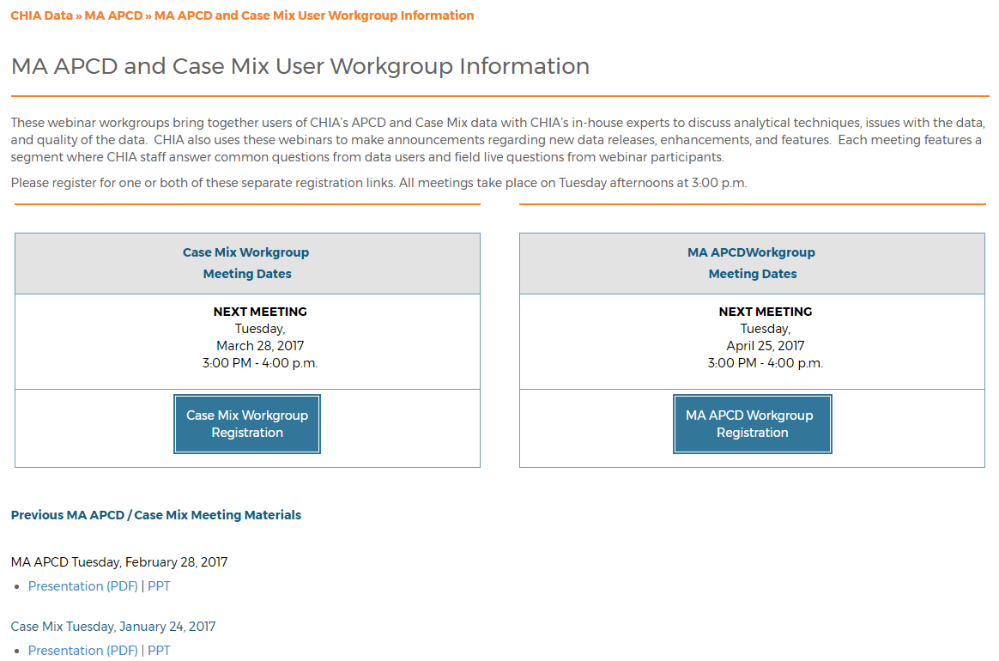 CHIA Data » MA APCD » MA APCD and Case Mix User Workgroup Information
MA APCD and Case Mix User Workgroup Information
These webinar workgroups bring together users of CHIA's APCD and Case Mix data with CHIA's in-house experts to discuss analytical techniques, issues with the data,
and quality of the data.  CHIA also uses these webinars to make announcements regarding new data releases, enhancements, and features.  Each meeting features a
segment where CHIA staff answer common questions from data users and field live questions from webinar participants.
Please register for one or both of these separate registration links. All meetings take place on Tuesday afternoons at 3:00 p.m.
Case Mix Workgroup
Meeting Dates
NEXT MEETING
Tuesday,
March 28, 2017
3:00 PM - 4:00 p.m.
Case Mix Workgroup
Registration
MA APCDWorkgroup
Meeting Dates
NEXT MEETING
Tuesday,
April 25, 2017
3:00 PM - 4:00 p.m.
MA APCD Workgroup
Registration
Previous MA APCD / Case Mix Meeting Materials
MA APCD Tuesday, February 28, 2017
• Presentation (PDF) | PPT
Case Mix Tuesday, January 24, 2017
• Presentation (PDF) | PPT